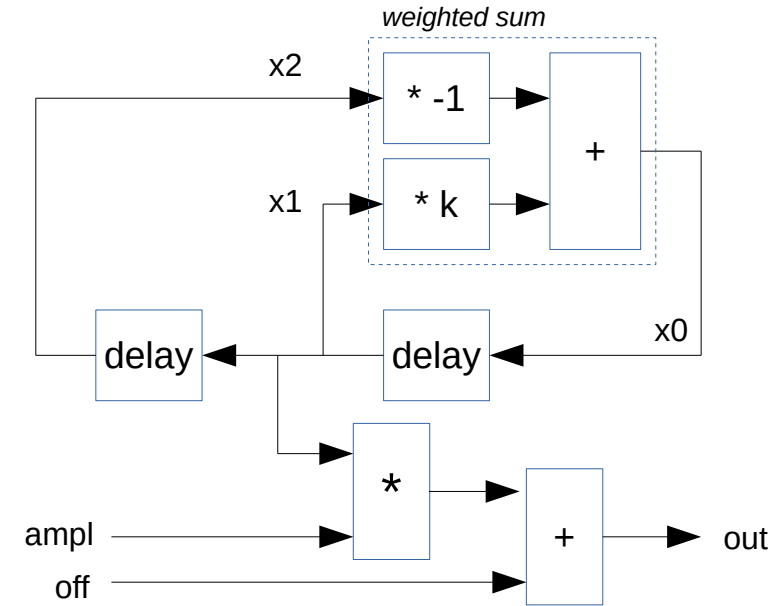 weighted sum
x2
* -1
+
x1
* k
x0
delay
delay
*
ampl
+
out
off